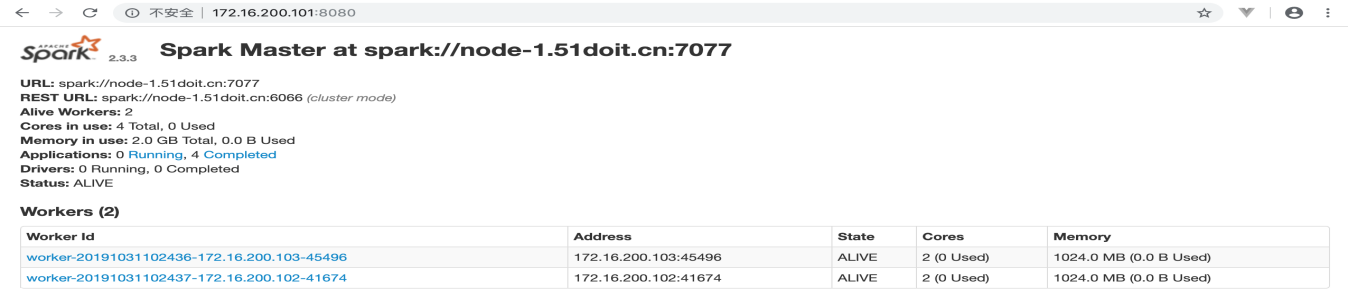 不安全 | 172.16.200.101:8080
APACHE Spark 2.3.3 Spark Master at spark://node-1.51doit.cn:7077
URL: spark://node-1.51doit.cn:7077
REST URL: spark://node-1.51doit.cn:6066 (cluster mode)
Alive Workers: 2
Cores in use: 4 Total, 0 Used
Memory in use: 2.0 GB Total, 0.0 B Used
Applications: 0 Running, 4 Completed
Drivers: 0 Running, 0 Completed
Status: ALIVE
Workers (2)
Worker Id Address State Cores Memory
worker-20191031102436-172.16.200.103-45496 172.16.200.103:45496 ALIVE 2 (0 Used) 1024.0 MB (0.0 B Used)
worker-20191031102437-172.16.200.102-41674 172.16.200.102:41674 ALIVE 2 (0 Used) 1024.0 MB (0.0 B Used)